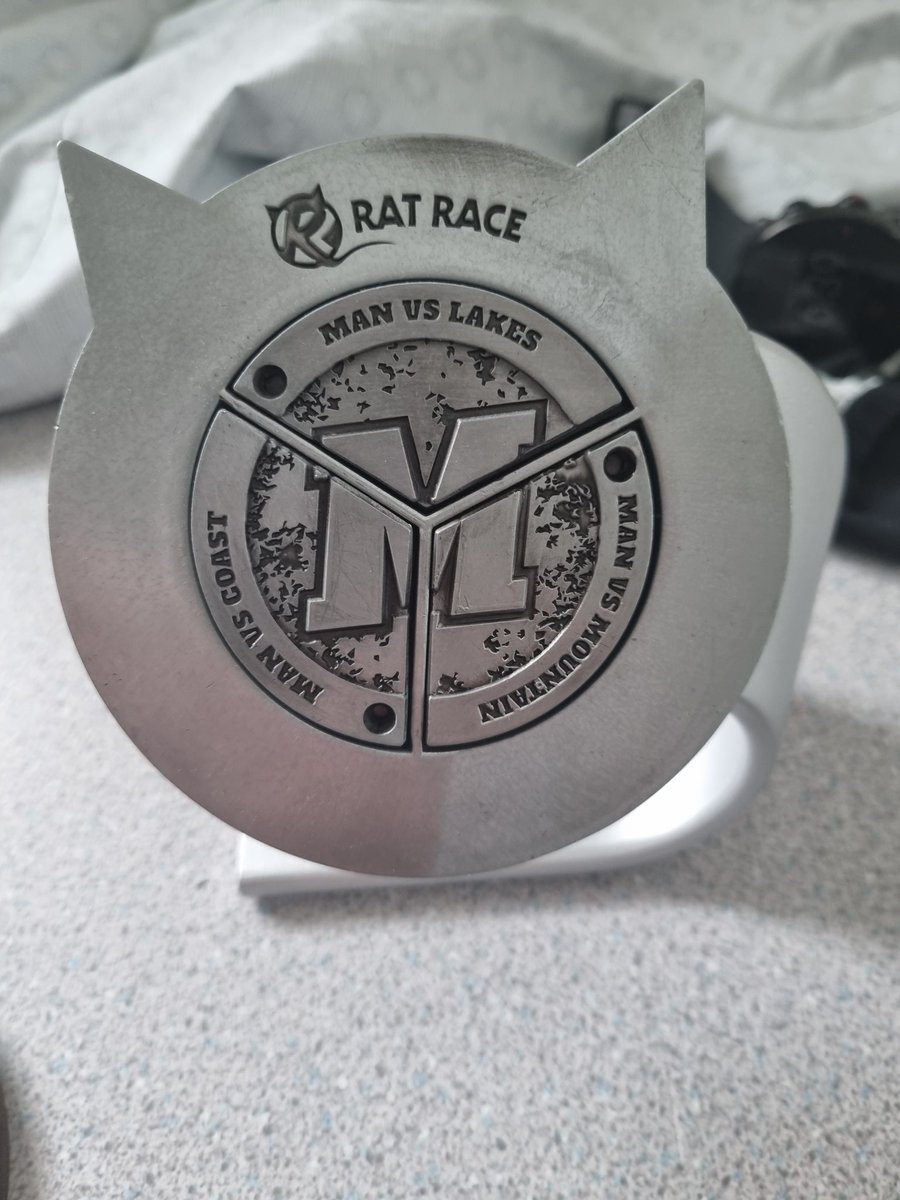 R RAT RACE
MAN VS LAKES
MAN VS COAST
MAN VS MOUNTAIN
M